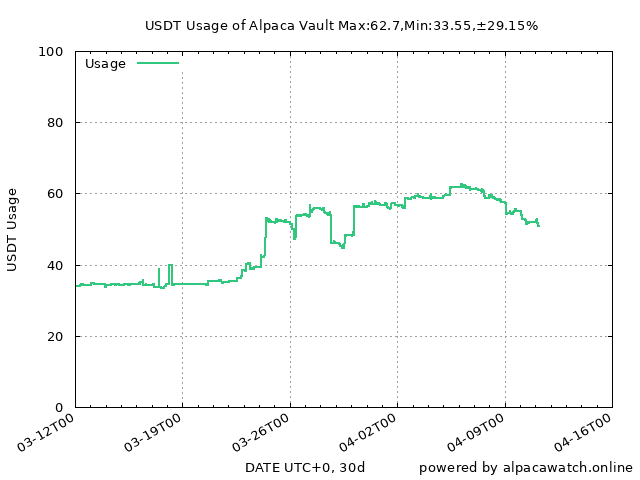 USDT Usage of Alpaca Vault Max:62.7,Min:33.55,±29.15%
Usage
100
80
60
40
20
0
USDT Usage
03-12T00
03-19T00
03-26T00
04-02T00
04-09T00
04-16T00
DATE UTC+0, 30d
powered by alpacawatch.online